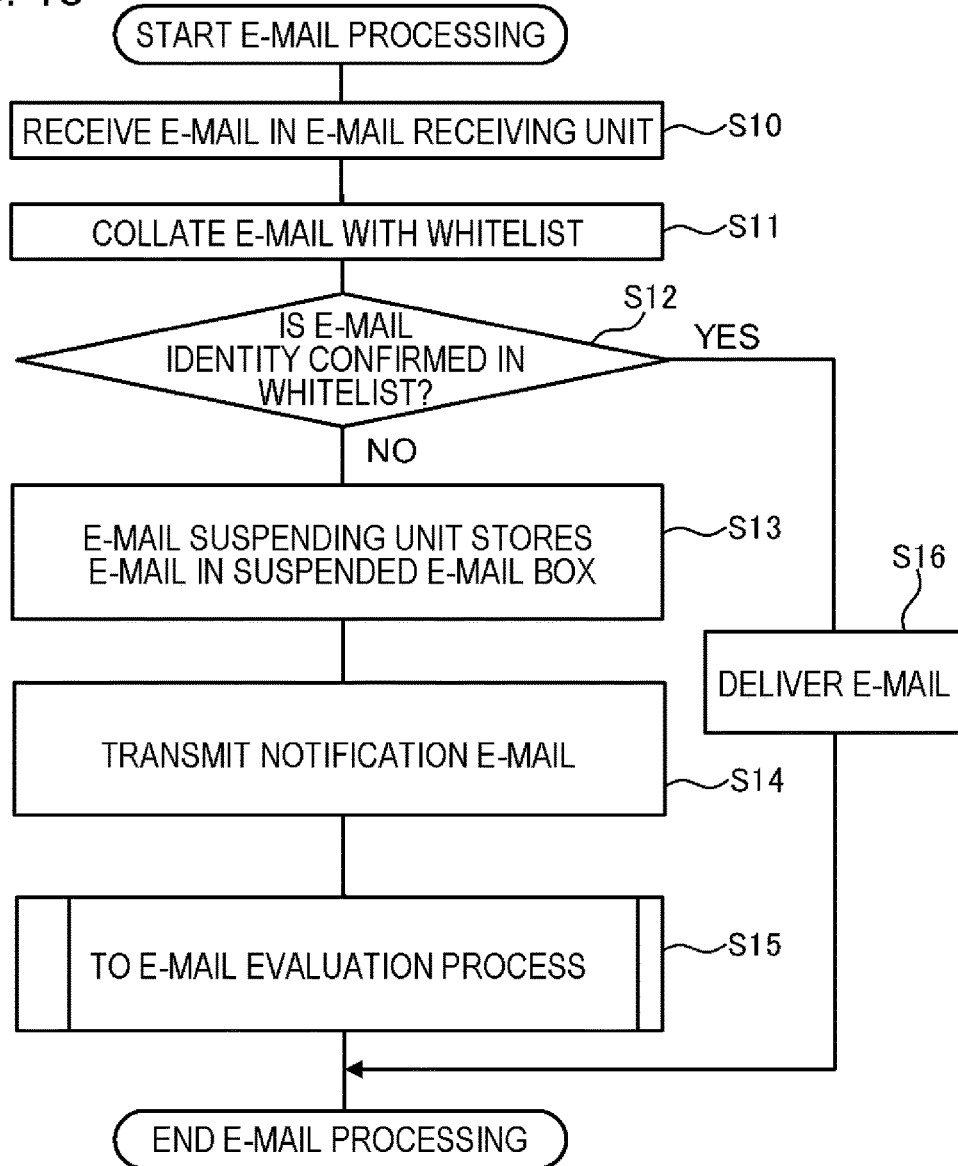 START E-MAIL PROCESSING
RECEIVE E-MAIL IN E-MAIL RECEIVING UNIT
S10
COLLATE E-MAIL WITH WHITELIST
S11
S12
IS E-MAIL
IDENTITY CONFIRMED IN
WHITELIST?
YES
NO
E-MAIL SUSPENDING UNIT STORES
E-MAIL IN SUSPENDED E-MAIL BOX
S13
S16
DELIVER E-MAIL
TRANSMIT NOTIFICATION E-MAIL
S14
TO E-MAIL EVALUATION PROCESS
S15
END E-MAIL PROCESSING